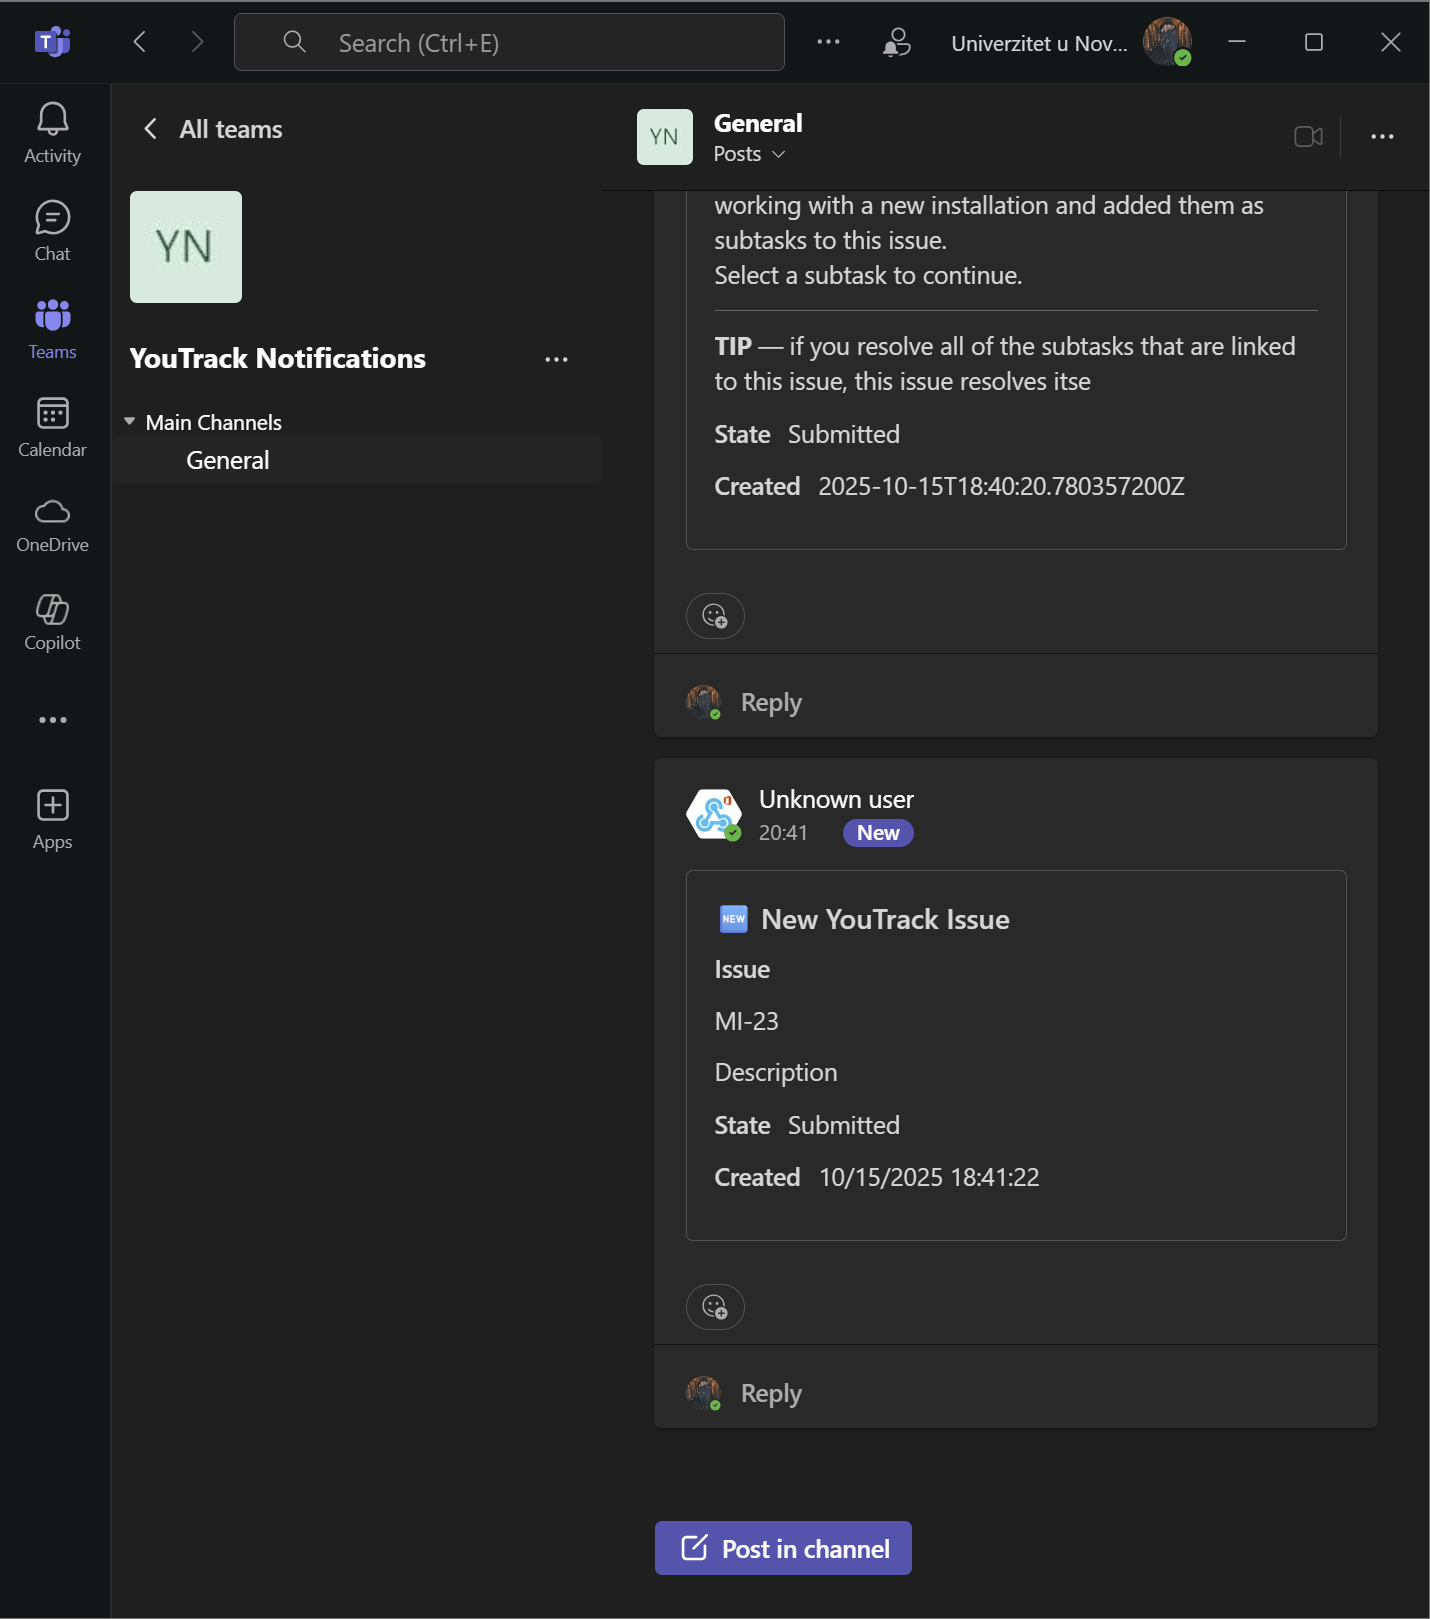 Search (Ctrl+E)
Univerzitet u Nov...
Activity
Chat
Teams
Calendar
OneDrive
Copilot
Apps
All teams
YN
YouTrack Notifications
Main Channels
General
YN
General
Posts
working with a new installation and added them as
subtasks to this issue.
Select a subtask to continue.
TIP — if you resolve all of the subtasks that are linked
to this issue, this issue resolves itse
State Submitted
Created 2025-10-15T18:40:20.780357200Z
Reply
Unknown user
20:41 New
NEW New YouTrack Issue
Issue
MI-23
Description
State Submitted
Created 10/15/2025 18:41:22
Reply
Post in channel